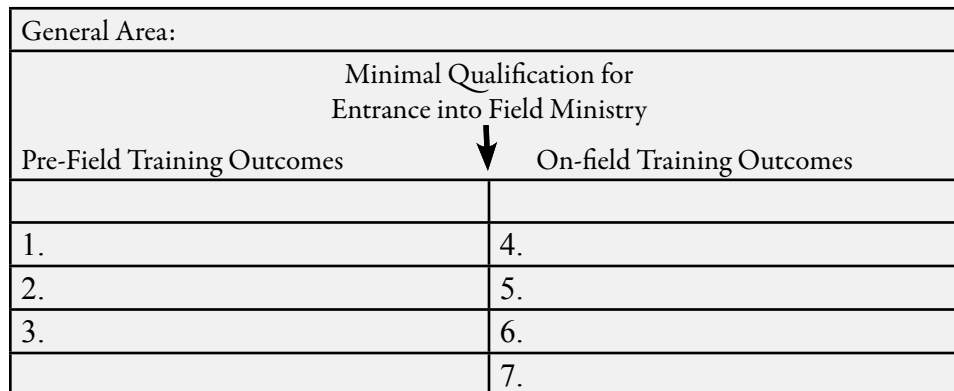 General Area:
Minimal Qualification for
Entrance into Field Ministry
Pre-Field Training Outcomes On-field Training Outcomes
1. 4.
2. 5.
3. 6.
7.